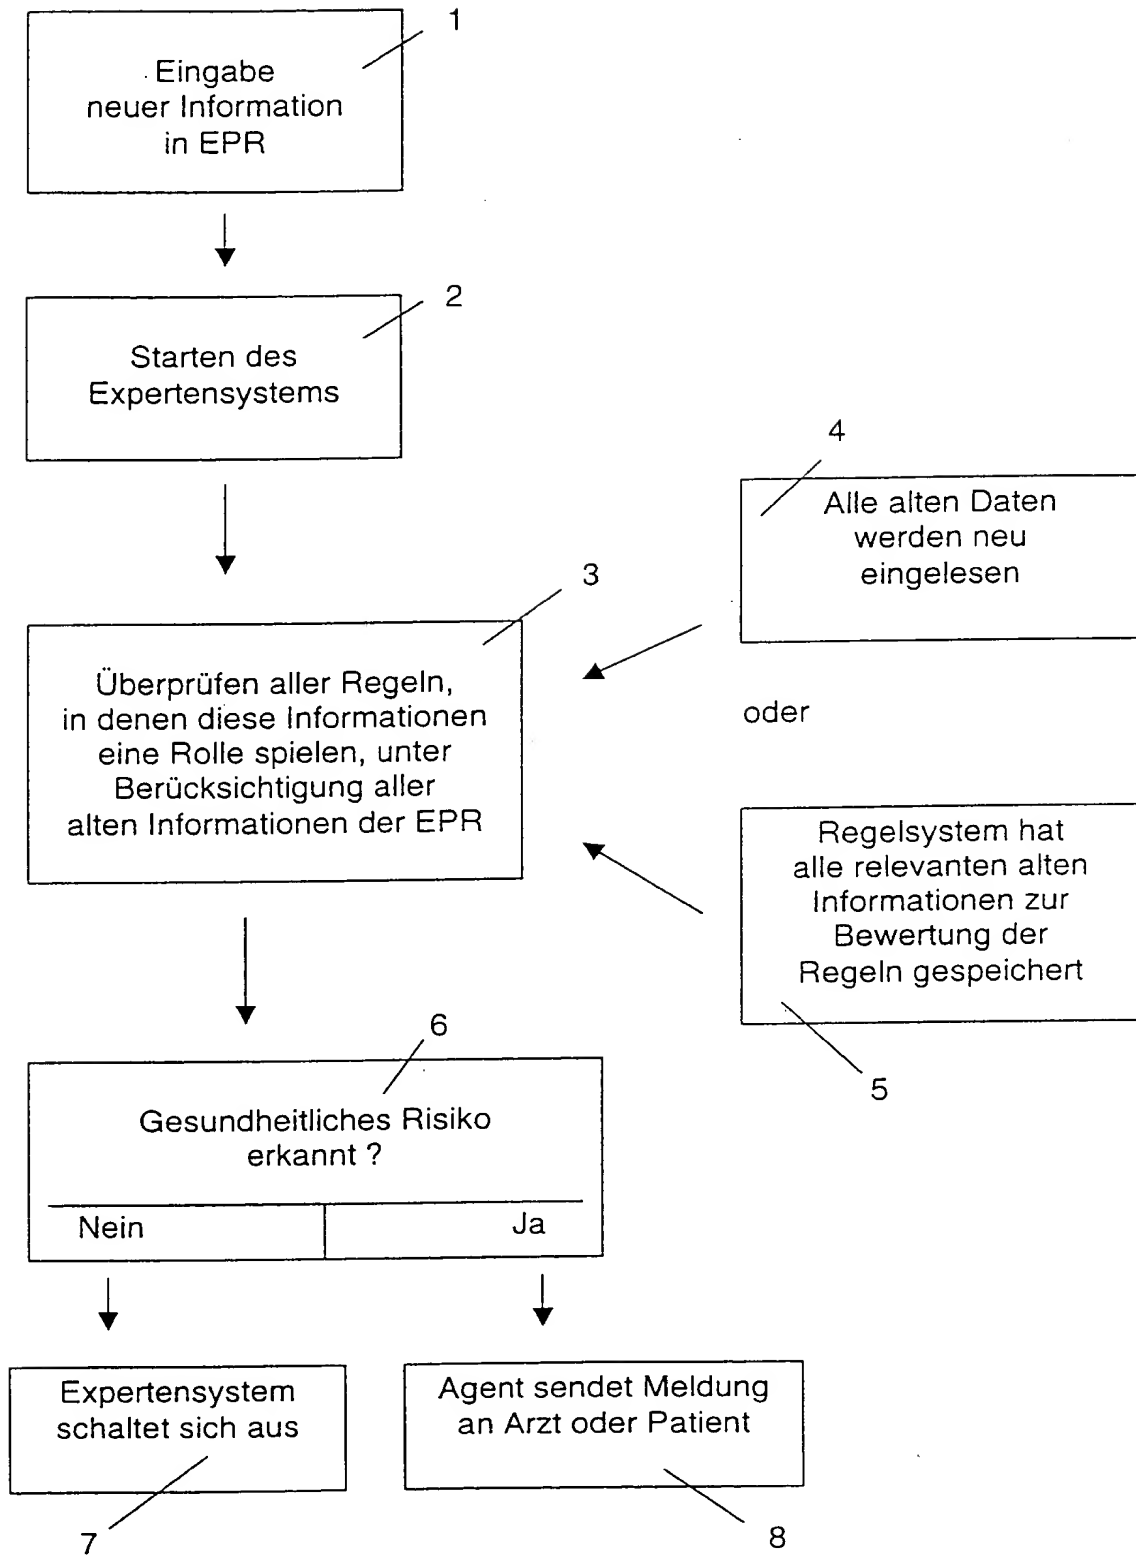 1
Eingabe
neuer Information
in EPR
2
Starten des
Expertensystems
3
Überprüfen aller Regeln,
in denen diese Informationen
eine Rolle spielen, unter
Berücksichtigung aller
alten Informationen der EPR
4
Alle alten Daten
werden neu
eingelesen
oder
Regelsystem hat
alle relevanten alten
Informationen zur
Bewertung der
Regeln gespeichert
5
6
Gesundheitliches Risiko
erkannt ?
Nein
Ja
Expertensystem
schaltet sich aus
7
Agent sendet Meldung
an Arzt oder Patient
8